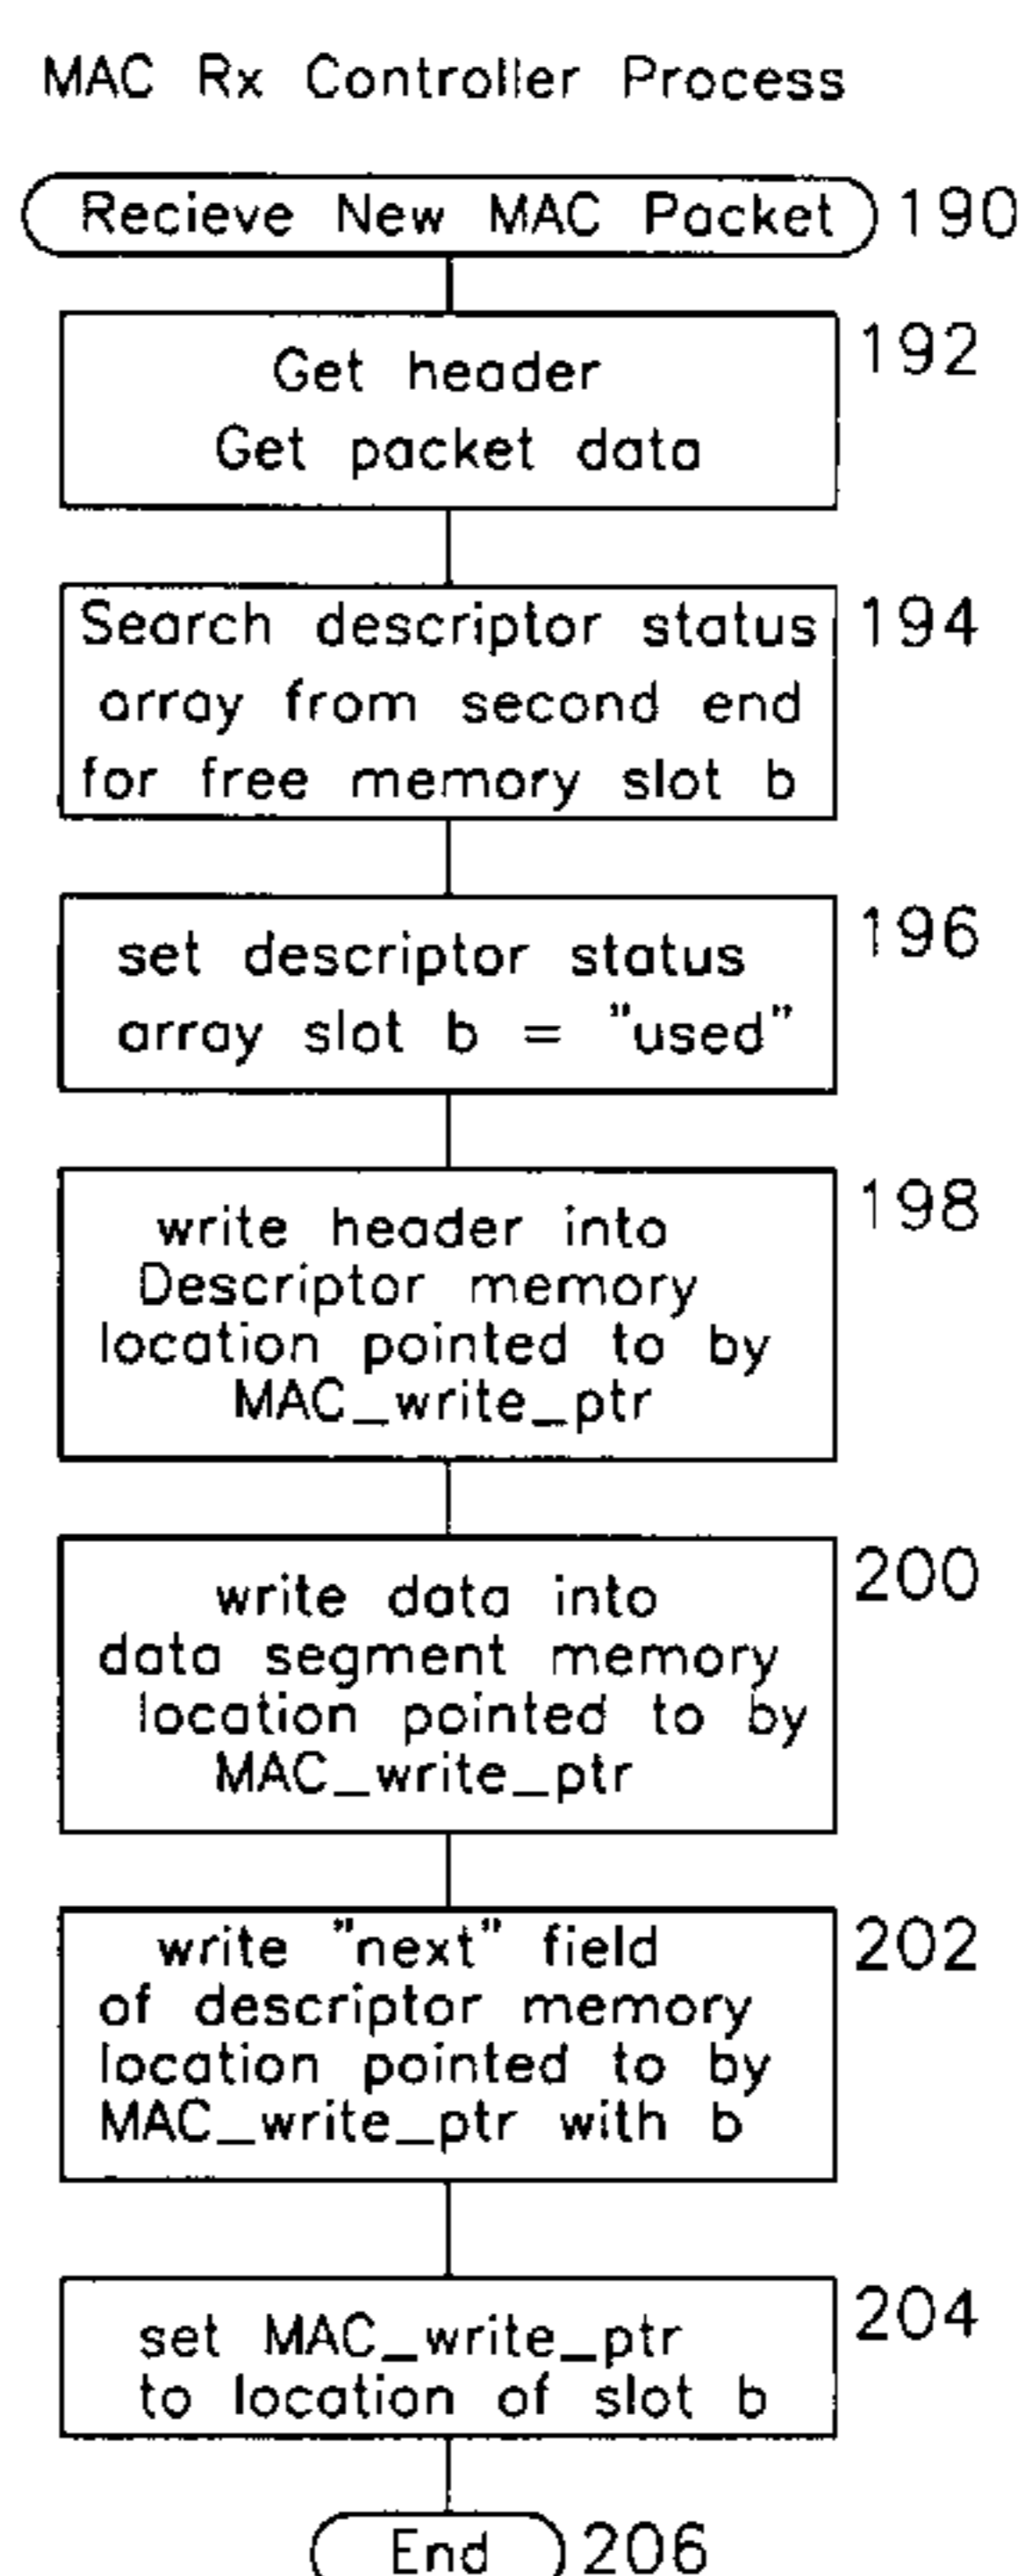 MAC Rx Controller Process
Recieve New MAC Packet 190
192
Get header
Get packet data
194
Search descriptor status
array from second end
for free memory slot b
196
set descriptor status
array slot b = "used"
198
write header into
Descriptor memory
location pointed to by
MAC_write_ptr
200
write data into
data segment memory
location pointed to by
MAC_write_ptr
202
write "next" field
of descriptor memory
location pointed to by
MAC_write_ptr with b
204
set MAC_write_ptr
to location of slot b
End 206